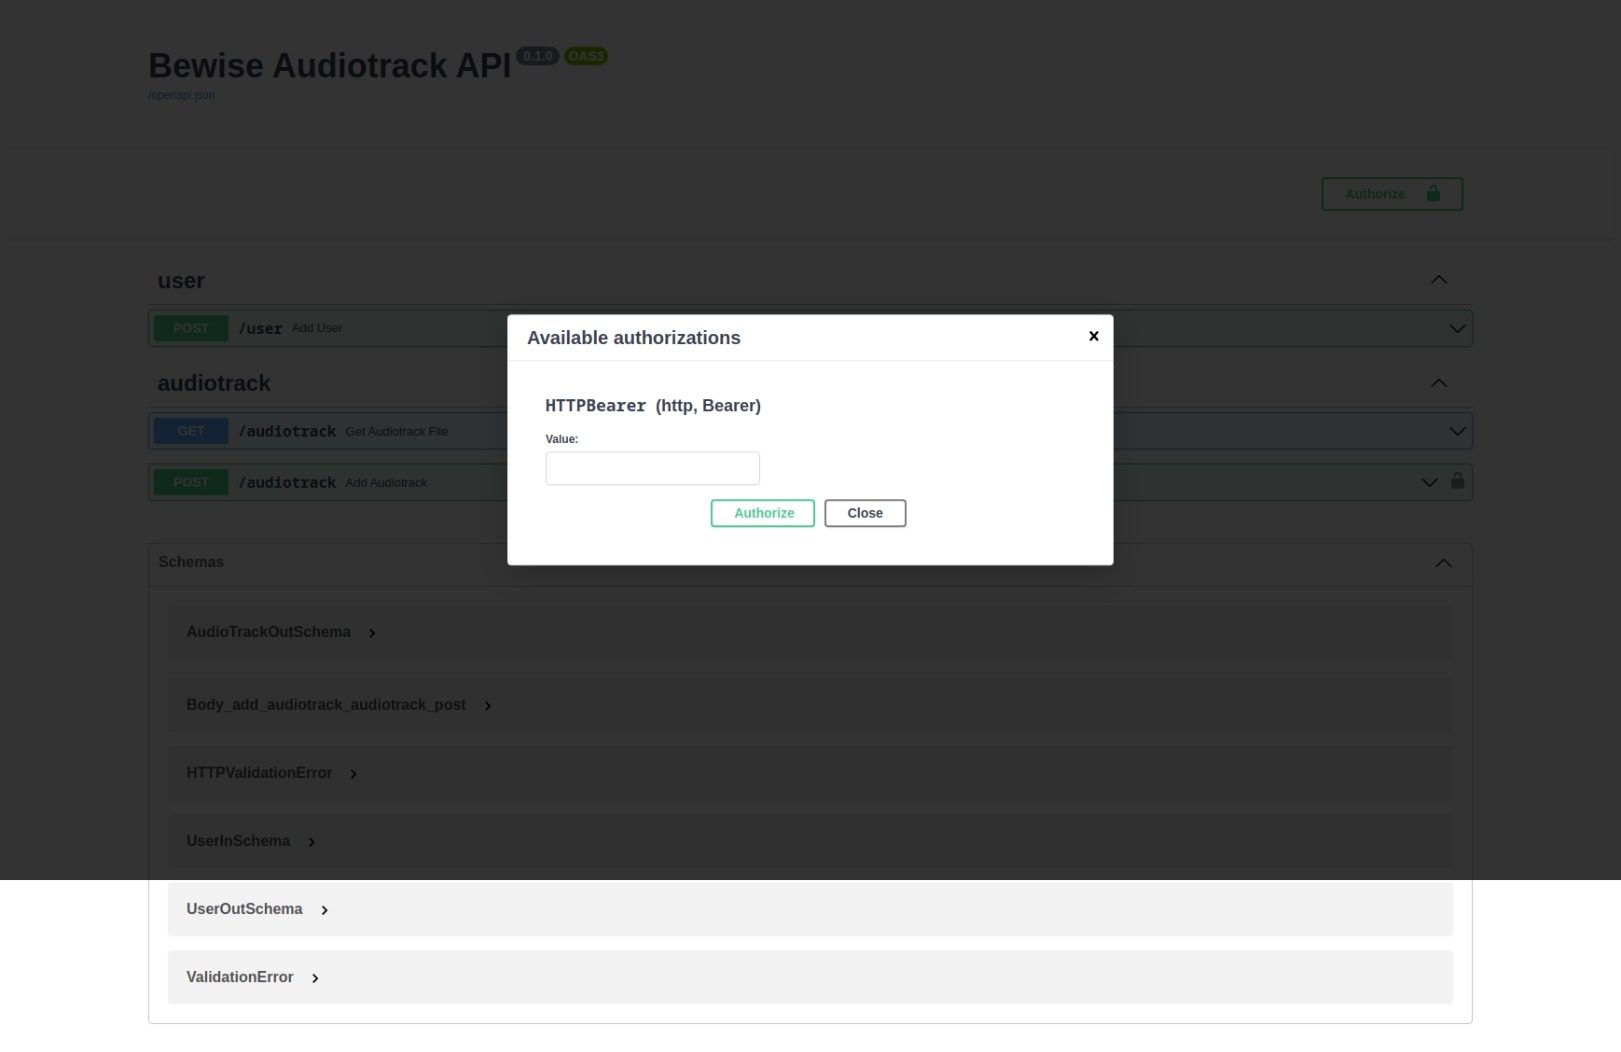 Bewise Audiotrack API 0.1.0 OAS3
/openapi.json
Authorize
user
POST /user Add User
audiotrack
GET /audiotrack Get Audiotrack File
POST /audiotrack Add Audiotrack
Available authorizations
HTTPBearer (http, Bearer)
Value:
Authorize Close
Schemas
AudioTrackOutSchema
Body_add_audiotrack_audiotrack_post
HTTPValidationError
UserInSchema
UserOutSchema
ValidationError